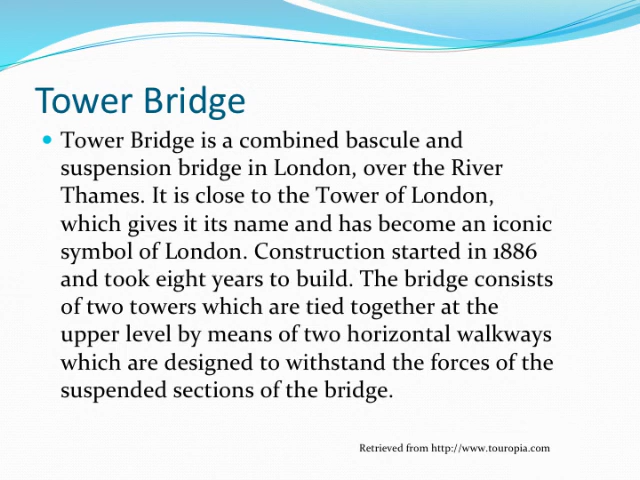 Tower Bridge
• Tower Bridge is a combined bascule and
suspension bridge in London, over the River
Thames. It is close to the Tower of London,
which gives it its name and has become an iconic
symbol of London. Construction started in 1886
and took eight years to build. The bridge consists
of two towers which are tied together at the
upper level by means of two horizontal walkways
which are designed to withstand the forces of the
suspended sections of the bridge.
Retrieved from http://www.touropia.com